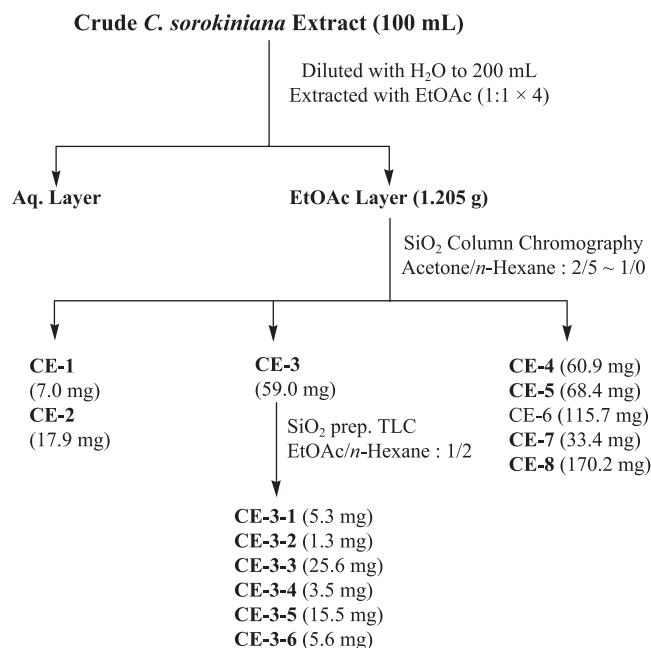 Crude C. sorokiniana Extract (100 mL)
Diluted with H₂O to 200 mL
Extracted with EtOAc (1:1 × 4)
Aq. Layer
EtOAc Layer (1.205 g)
SiO₂ Column Chromography
Acetone/n-Hexane : 2/5 ~ 1/0
CE-1
(7.0 mg)
CE-2
(17.9 mg)
CE-3
(59.0 mg)
SiO₂ prep. TLC
EtOAc/n-Hexane : 1/2
CE-3-1 (5.3 mg)
CE-3-2 (1.3 mg)
CE-3-3 (25.6 mg)
CE-3-4 (3.5 mg)
CE-3-5 (15.5 mg)
CE-3-6 (5.6 mg)
CE-4 (60.9 mg)
CE-5 (68.4 mg)
CE-6 (115.7 mg)
CE-7 (33.4 mg)
CE-8 (170.2 mg)